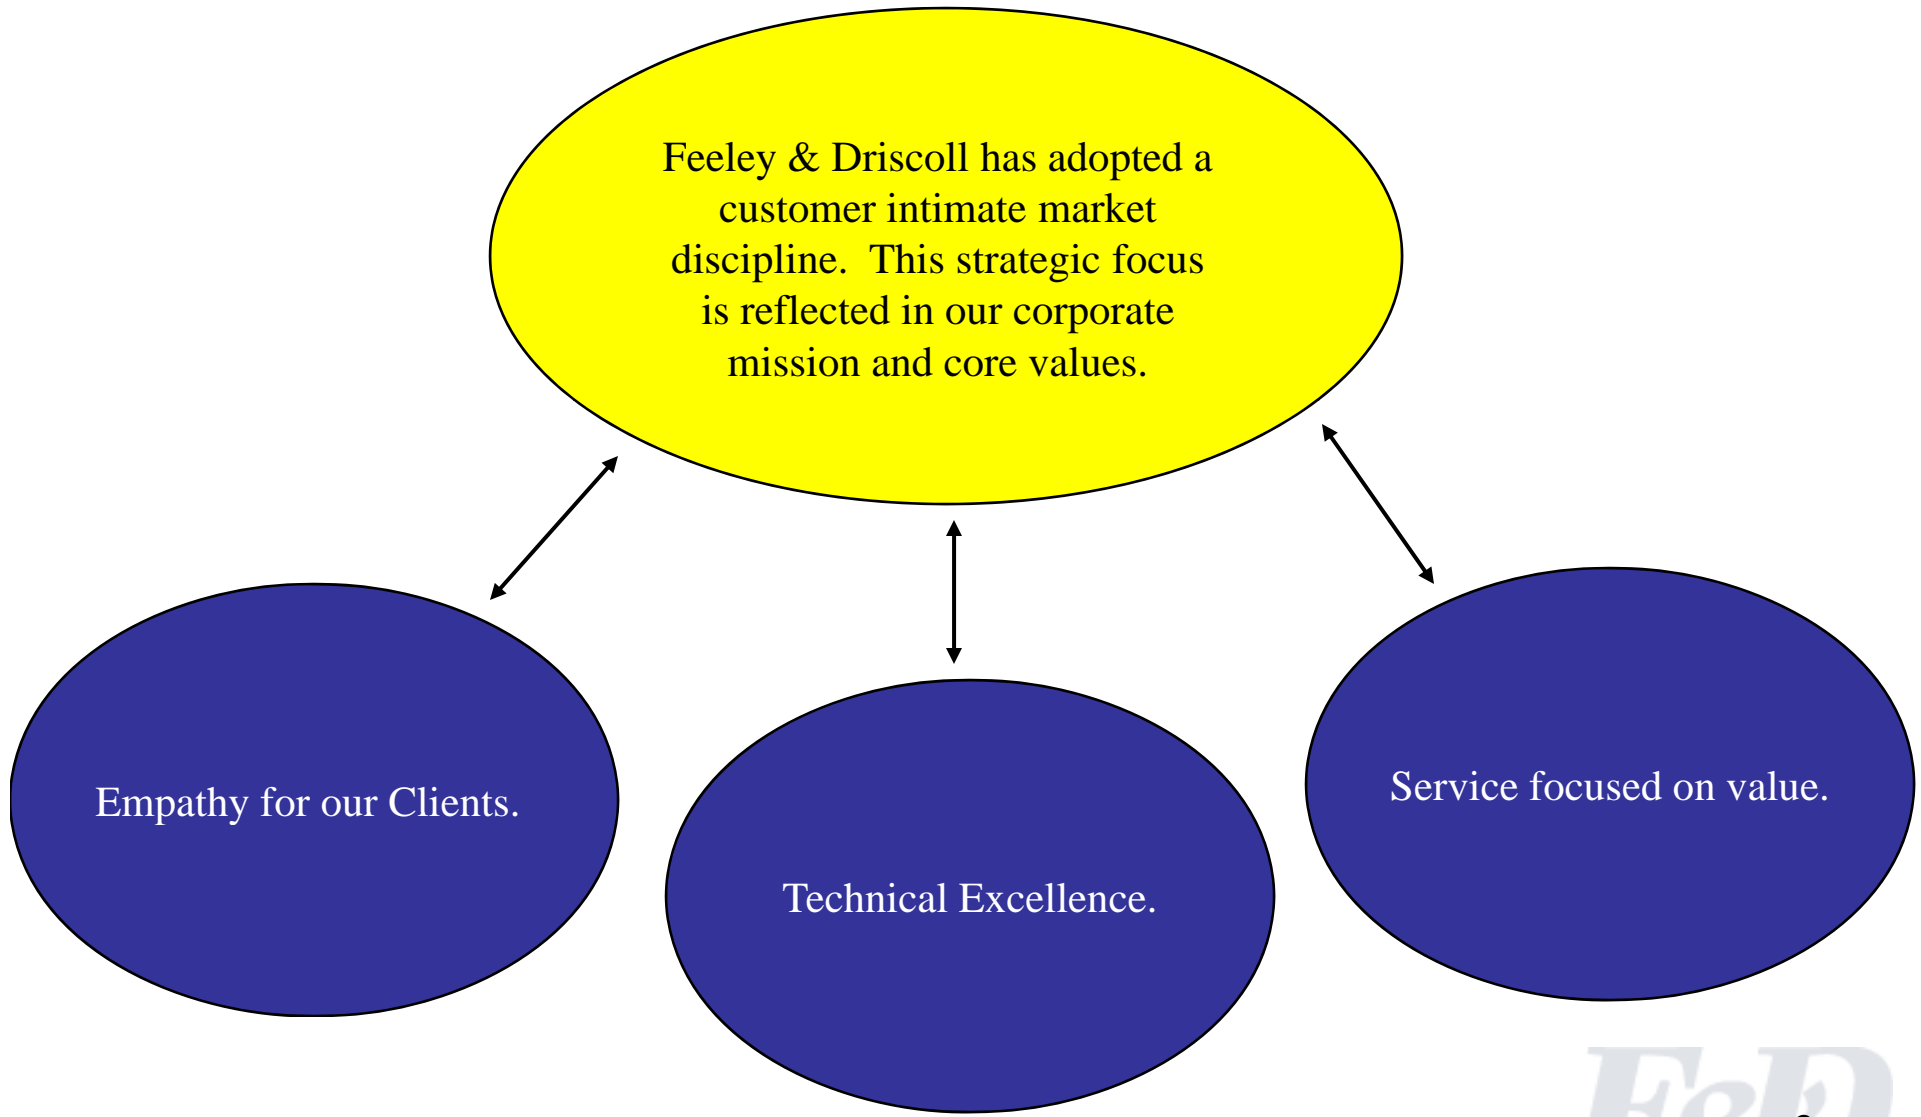 Feeley & Driscoll has adopted a
customer intimate market
discipline.  This strategic focus
is reflected in our corporate
mission and core values.
Empathy for our Clients.
Technical Excellence.
Service focused on value.
F&D